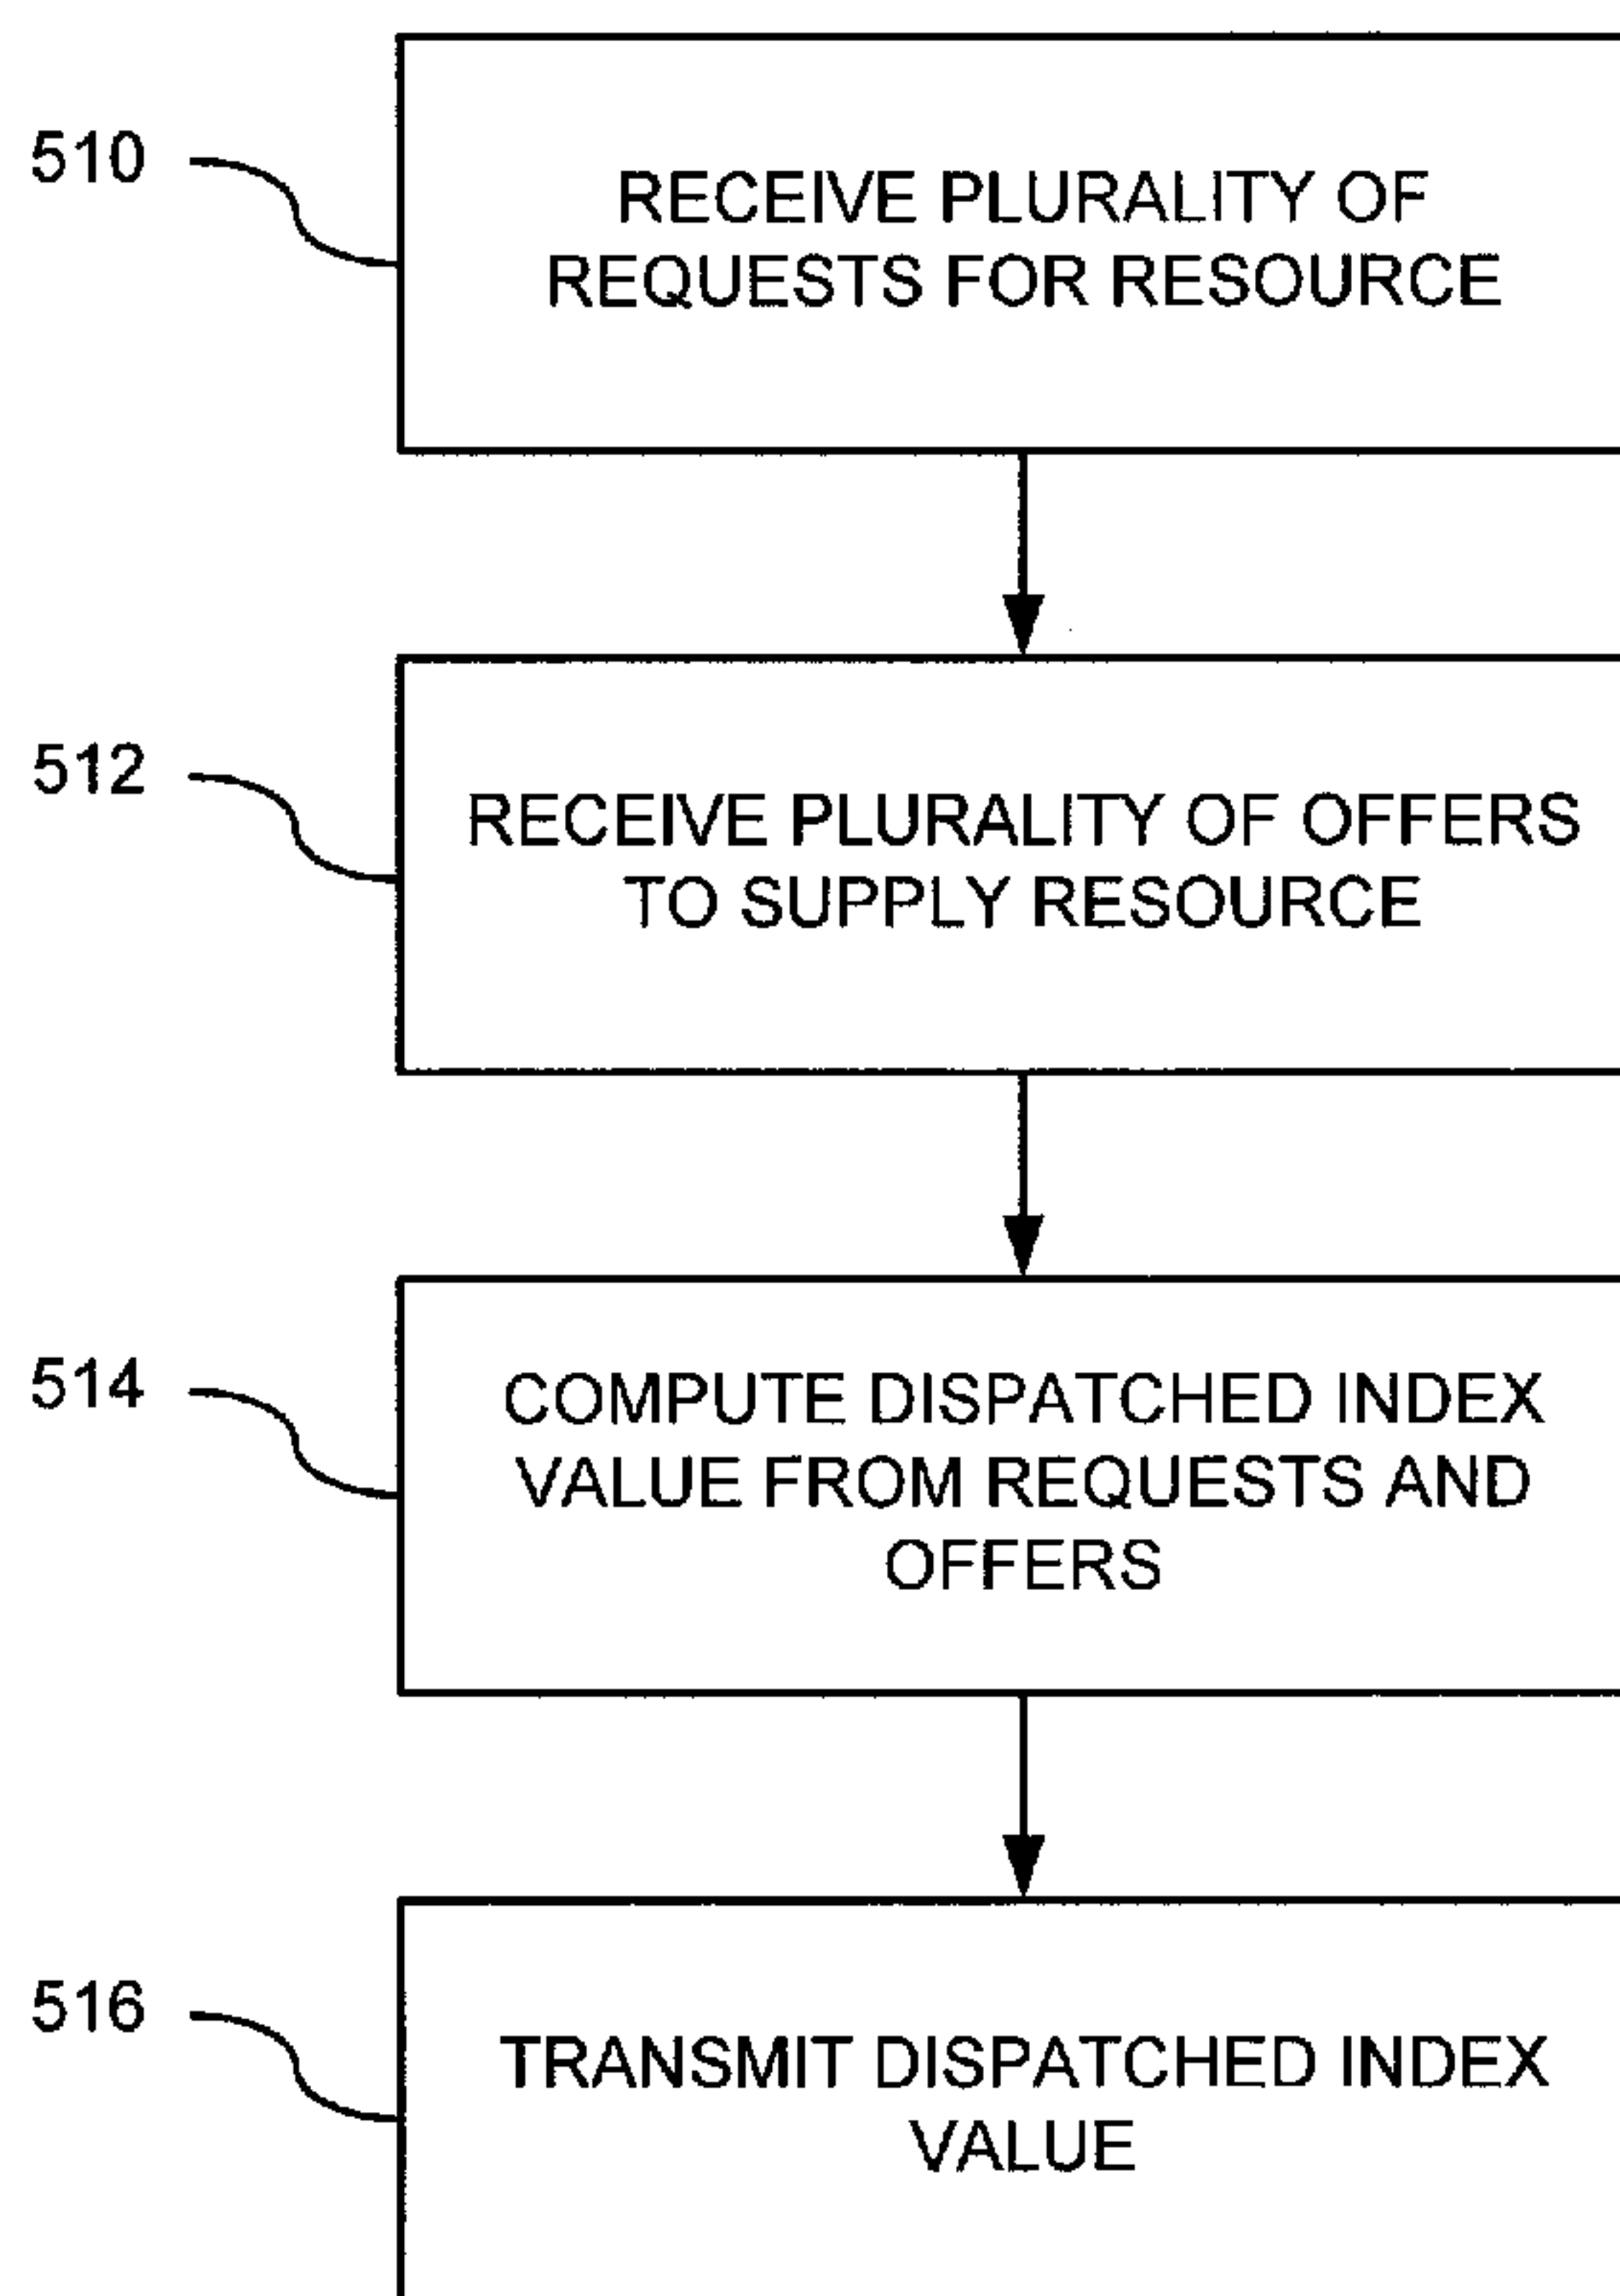 510
RECEIVE PLURALITY OF
REQUESTS FOR RESOURCE
512
RECEIVE PLURALITY OF OFFERS
TO SUPPLY RESOURCE
514
COMPUTE DISPATCHED INDEX
VALUE FROM REQUESTS AND
OFFERS
516
TRANSMIT DISPATCHED INDEX
VALUE